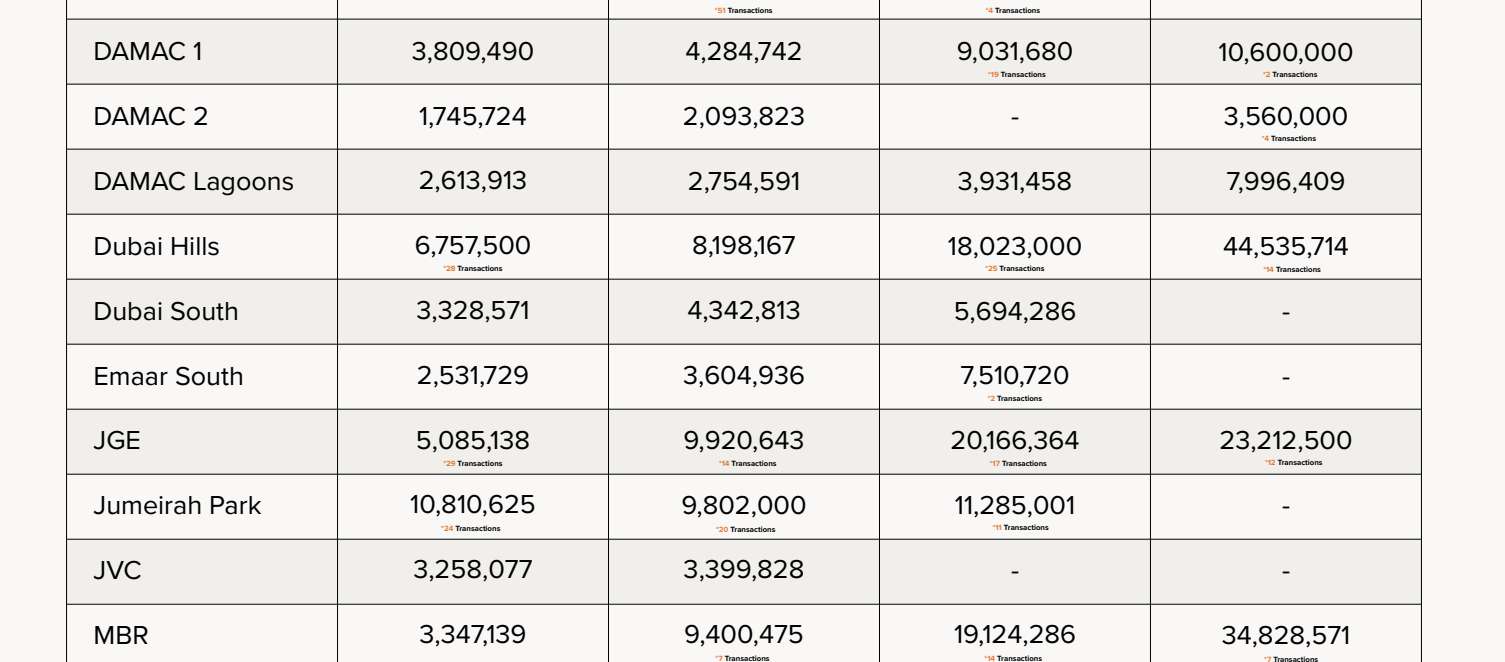 *51 Transactions *4 Transactions
DAMAC 1 3,809,490 4,284,742 9,031,680 10,600,000
*19 Transactions *2 Transactions
DAMAC 2 1,745,724 2,093,823 - 3,560,000
*4 Transactions
DAMAC Lagoons 2,613,913 2,754,591 3,931,458 7,996,409
Dubai Hills 6,757,500 8,198,167 18,023,000 44,535,714
*28 Transactions *25 Transactions *14 Transactions
Dubai South 3,328,571 4,342,813 5,694,286 -
Emaar South 2,531,729 3,604,936 7,510,720 -
*2 Transactions
JGE 5,085,138 9,920,643 20,166,364 23,212,500
*29 Transactions *14 Transactions *17 Transactions *12 Transactions
Jumeirah Park 10,810,625 9,802,000 11,285,001 -
*24 Transactions *20 Transactions *11 Transactions
JVC 3,258,077 3,399,828 - -
MBR 3,347,139 9,400,475 19,124,286 34,828,571
*7 Transactions *14 Transactions *7 Transactions